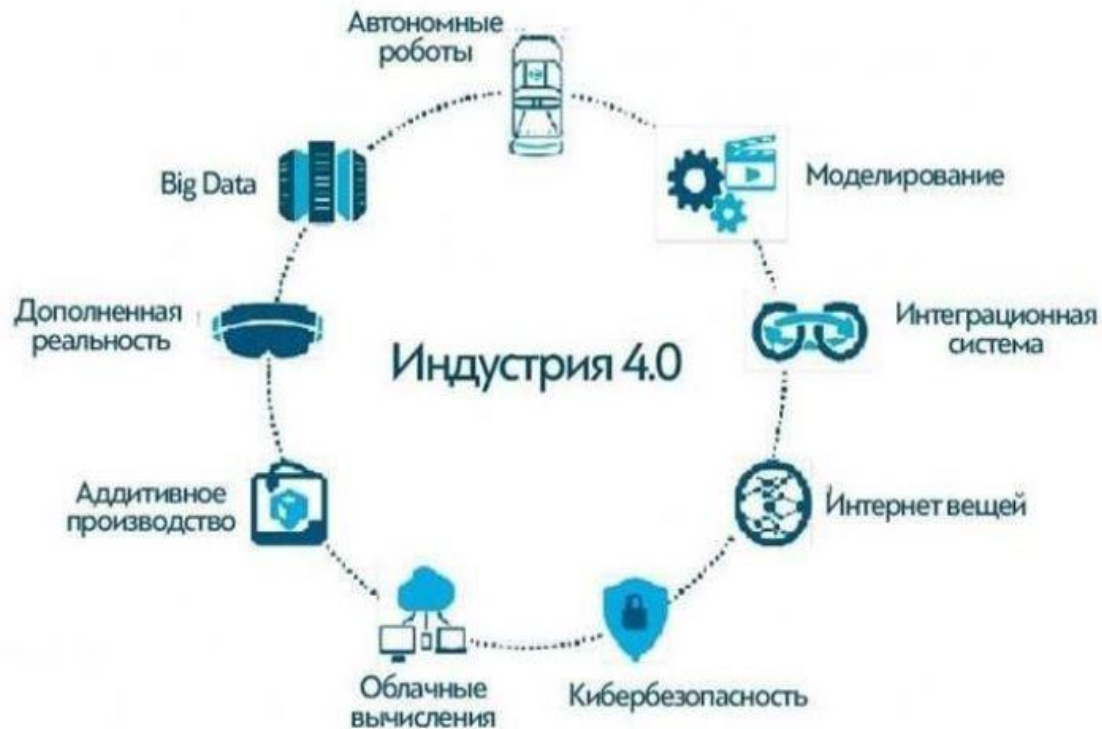 Автономные
роботы
Big Data
Моделирование
Дополненная
реальность
Интеграционная
система
Индустрия 4.0
Аддитивное
производство
Интернет вещей
Облачные
вычисления
Кибербезопасность